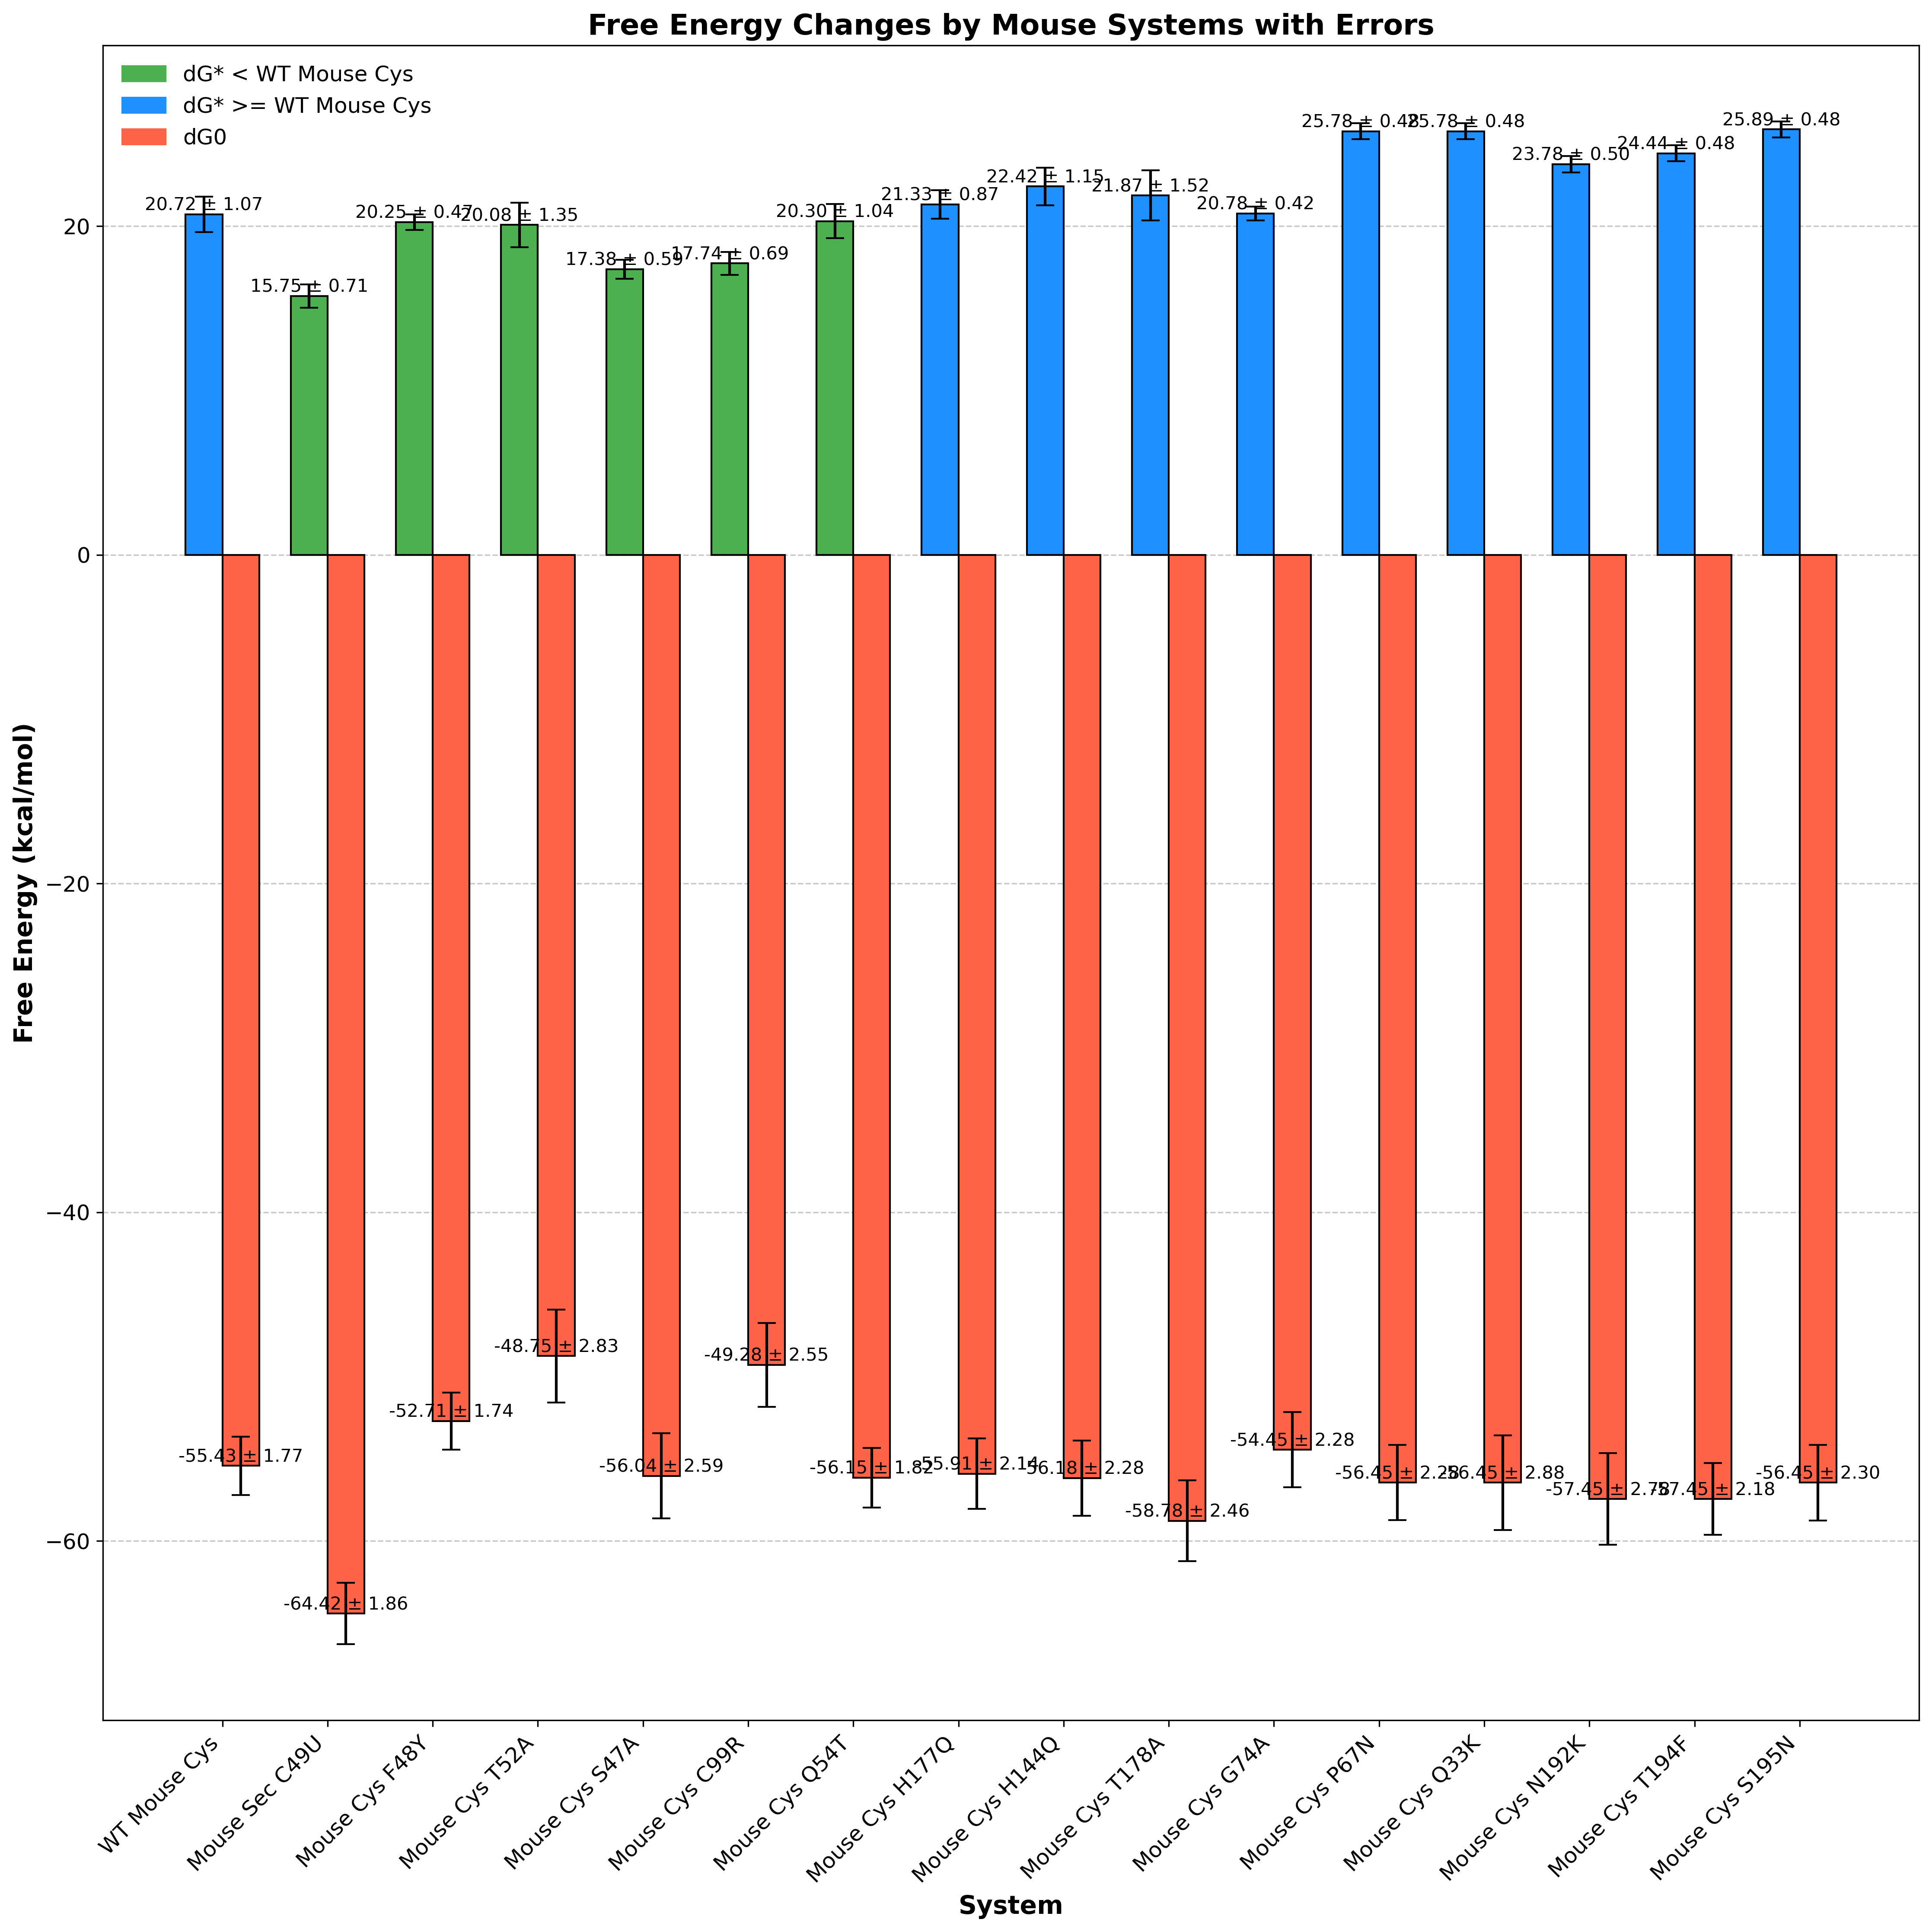 Free Energy Changes by Mouse Systems with Errors
dG* < WT Mouse Cys
dG* >= WT Mouse Cys
dG0
Free Energy (kcal/mol)
20
0
−20
−40
−60
20.72 ± 1.07
15.75 ± 0.71
20.25 ± 0.47
20.08 ± 1.35
17.38 ± 0.59
17.74 ± 0.69
20.30 ± 1.04
21.33 ± 0.87
22.42 ± 1.15
21.87 ± 1.52
20.78 ± 0.42
25.78 ± 0.48
25.78 ± 0.48
23.78 ± 0.50
24.44 ± 0.48
25.89 ± 0.48
-55.43 ± 1.77
-64.42 ± 1.86
-52.71 ± 1.74
-48.75 ± 2.83
-56.04 ± 2.59
-49.28 ± 2.55
-56.15 ± 1.82
-55.91 ± 2.14
-56.18 ± 2.28
-58.78 ± 2.46
-54.45 ± 2.28
-56.45 ± 2.28
-56.45 ± 2.88
-57.45 ± 2.78
-57.45 ± 2.18
-56.45 ± 2.30
WT Mouse Cys
Mouse Sec C49U
Mouse Cys F48Y
Mouse Cys T52A
Mouse Cys S47A
Mouse Cys C99R
Mouse Cys Q54T
Mouse Cys H177Q
Mouse Cys H144Q
Mouse Cys T178A
Mouse Cys G74A
Mouse Cys P67N
Mouse Cys Q33K
Mouse Cys N192K
Mouse Cys T194F
Mouse Cys S195N
System